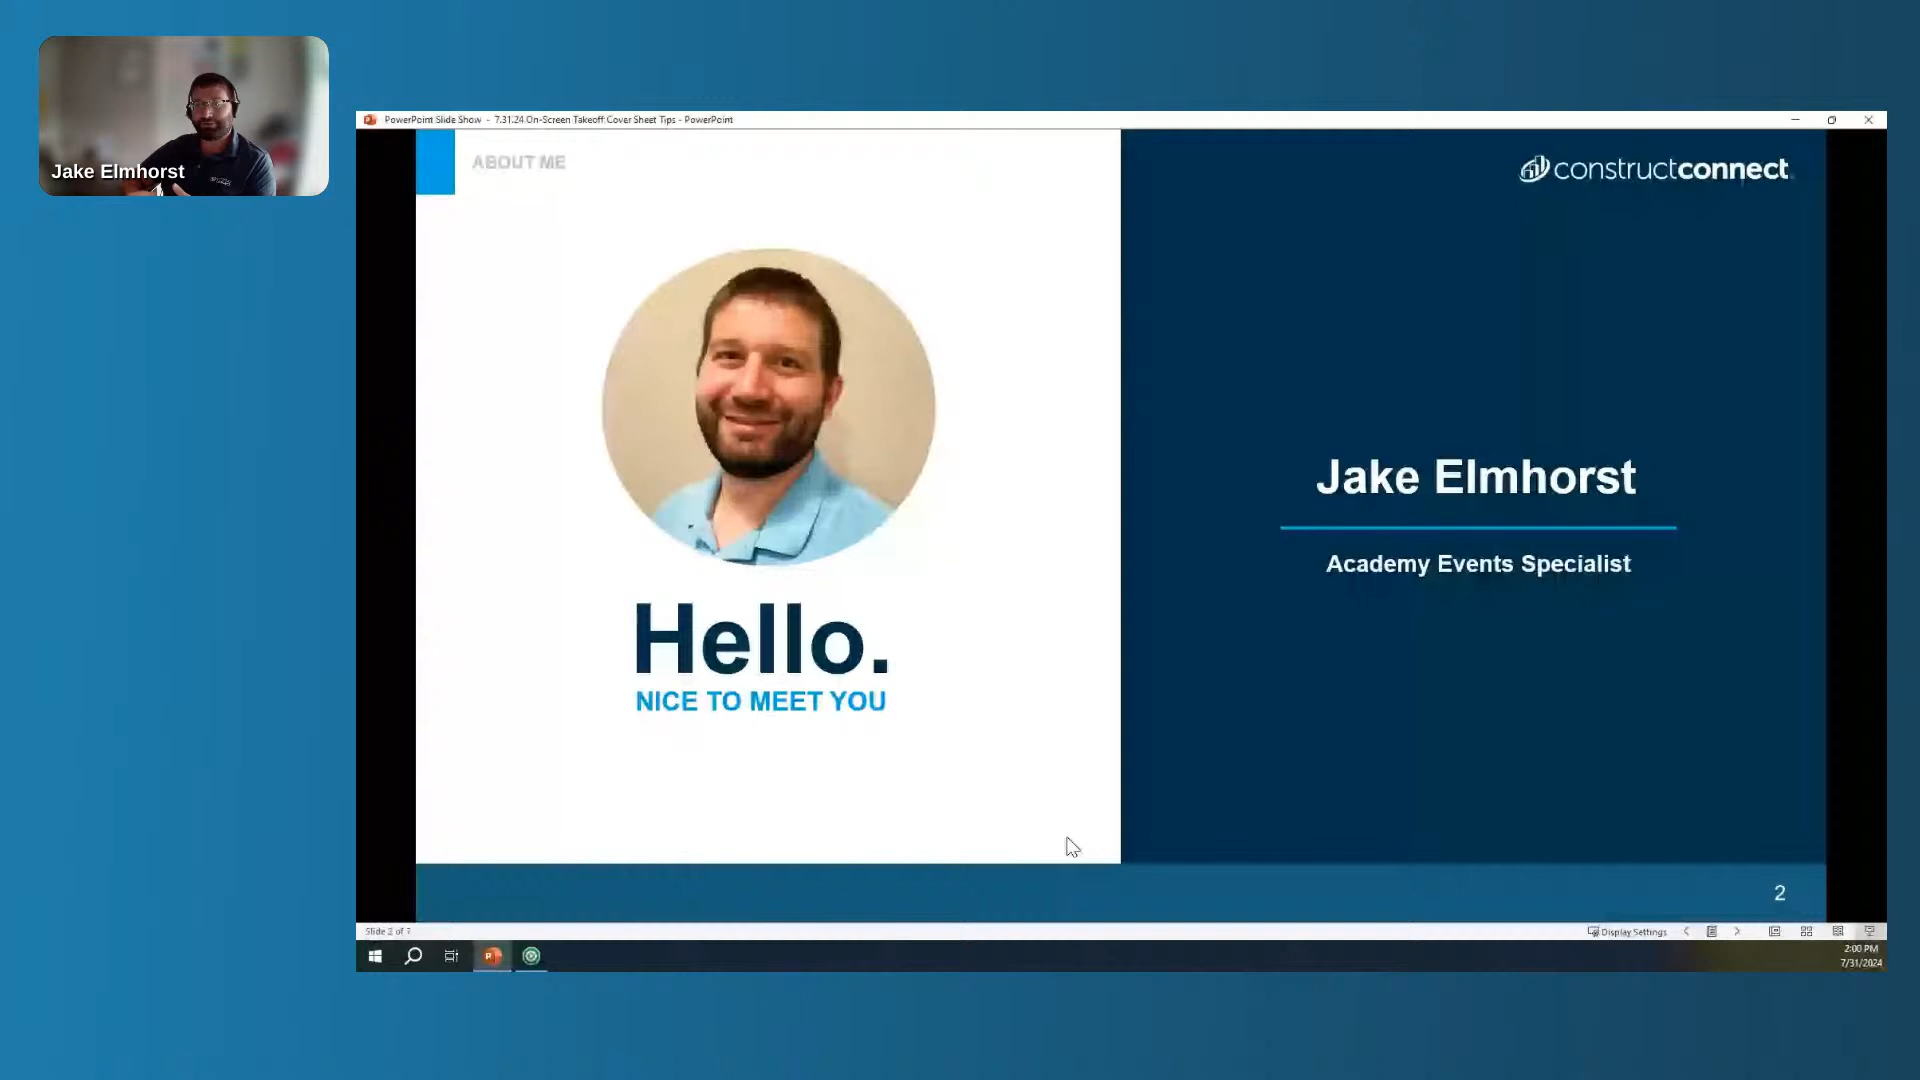 Jake Elmhorst
PowerPoint Slide Show - 7.31.24 On-Screen Takeoff Cover Sheet Tips - PowerPoint
ABOUT ME
constructconnect
Hello.
NICE TO MEET YOU
Jake Elmhorst
Academy Events Specialist
2
Slide 2 of 7
Display Settings
2:00 PM
7/31/2024